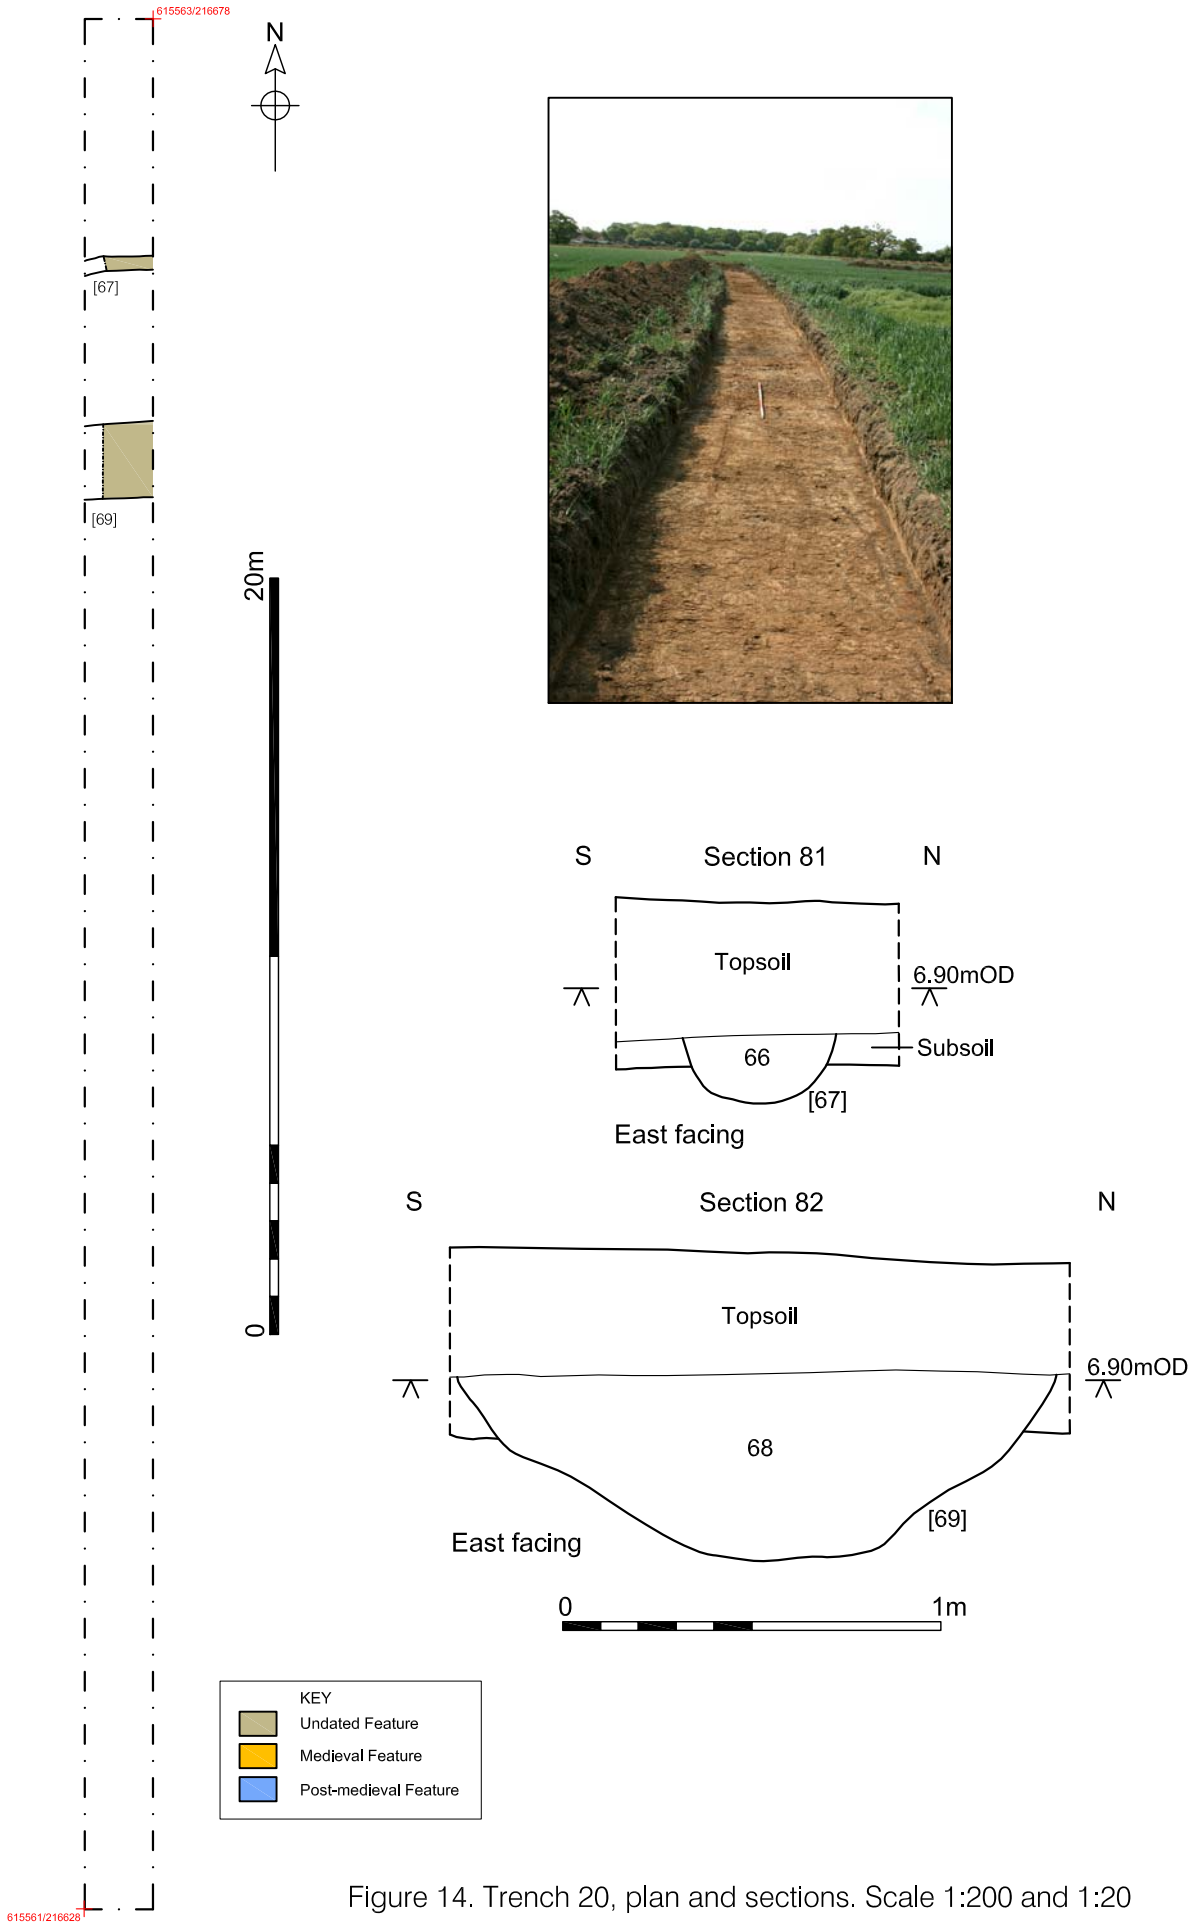 615563/216678
N
[67]
[69]
20m
0
S Section 81 N
Topsoil
6.90mOD
Subsoil
66
[67]
East facing
S Section 82 N
Topsoil
6.90mOD
68
[69]
East facing
0 1m
KEY
Undated Feature
Medieval Feature
Post-medieval Feature
615561/216628
Figure 14. Trench 20, plan and sections. Scale 1:200 and 1:20